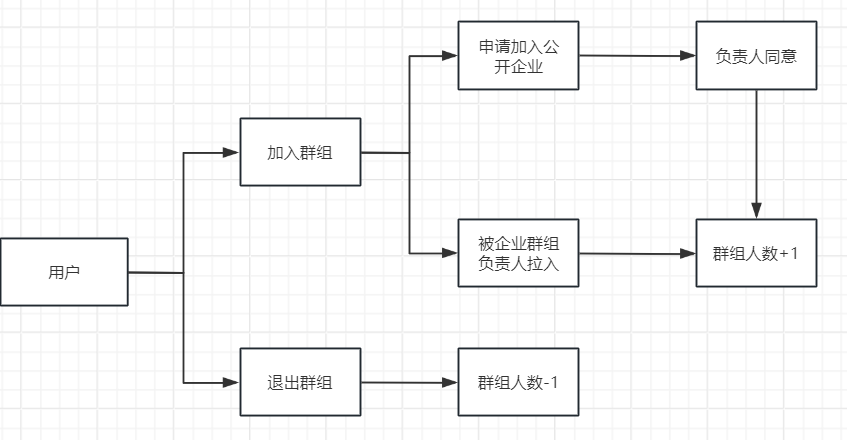 申请加入公
开企业
负责人同意
加入群组
被企业群组
负责人拉入
群组人数+1
用户
退出群组
群组人数-1